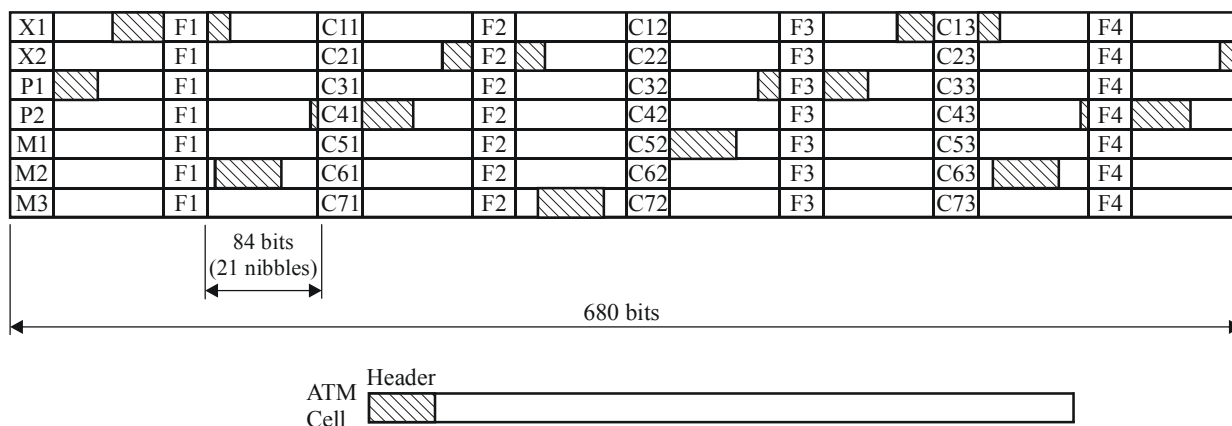 X1 F1 C11 F2 C12 F3 C13 F4
X2 F1 C21 F2 C22 F3 C23 F4
P1 F1 C31 F2 C32 F3 C33 F4
P2 F1 C41 F2 C42 F3 C43 F4
M1 F1 C51 F2 C52 F3 C53 F4
M2 F1 C61 F2 C62 F3 C63 F4
M3 F1 C71 F2 C72 F3 C73 F4
84 bits
(21 nibbles)
680 bits
Header
ATM
Cell